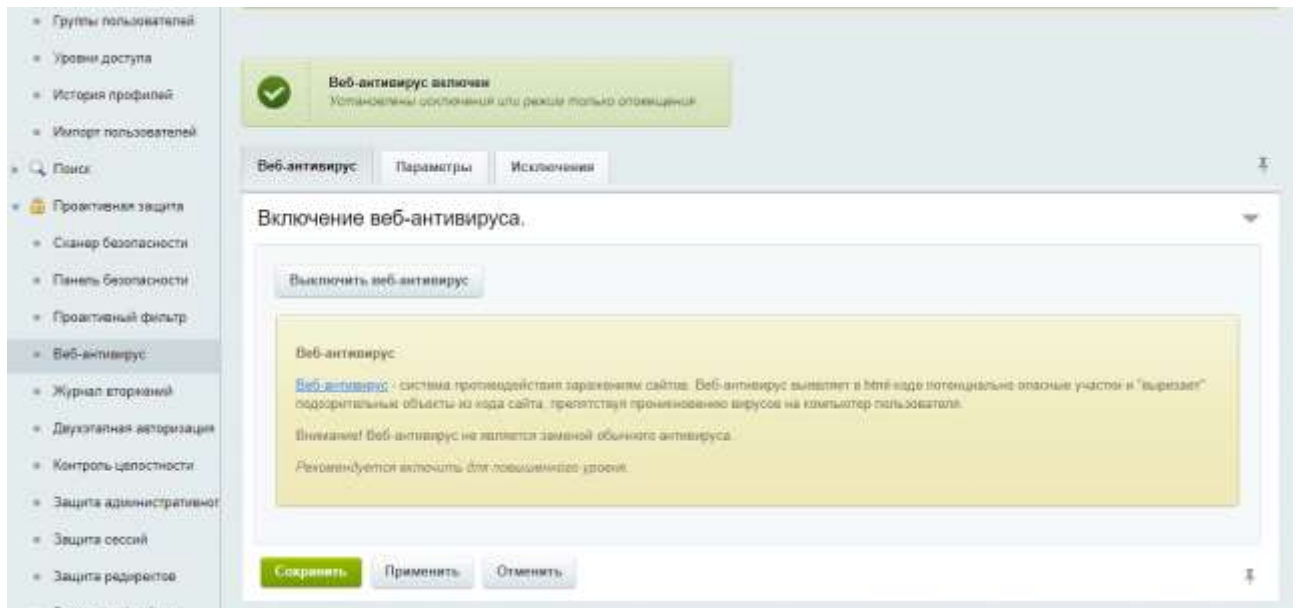 Группы пользователей
Уровни доступа
История профилей
Импорт пользователей
Поиск
Проактивная защита
Сканер безопасности
Панель безопасности
Проактивный фильтр
Веб-антивирус
Журнал вторжений
Двухэтапная авторизация
Контроль целостности
Защита административног
Защита сессий
Защита редиректов
Веб-антивирус включен
Установлены исключения или режим только оповещения
Веб-антивирус Параметры Исключения
Включение веб-антивируса.
Выключить веб-антивирус
Веб-антивирус
Веб-антивирус - система противодействия заражениям сайтов. Веб-антивирус выявляет в html коде потенциально опасные участки и "вырезает"
подозрительные объекты из кода сайта, препятствуя проникновению вирусов на компьютер пользователя.
Внимание! Веб-антивирус не является заменой обычного антивируса.
Рекомендуется включить для повышенного уровня.
Сохранить Применить Отменить